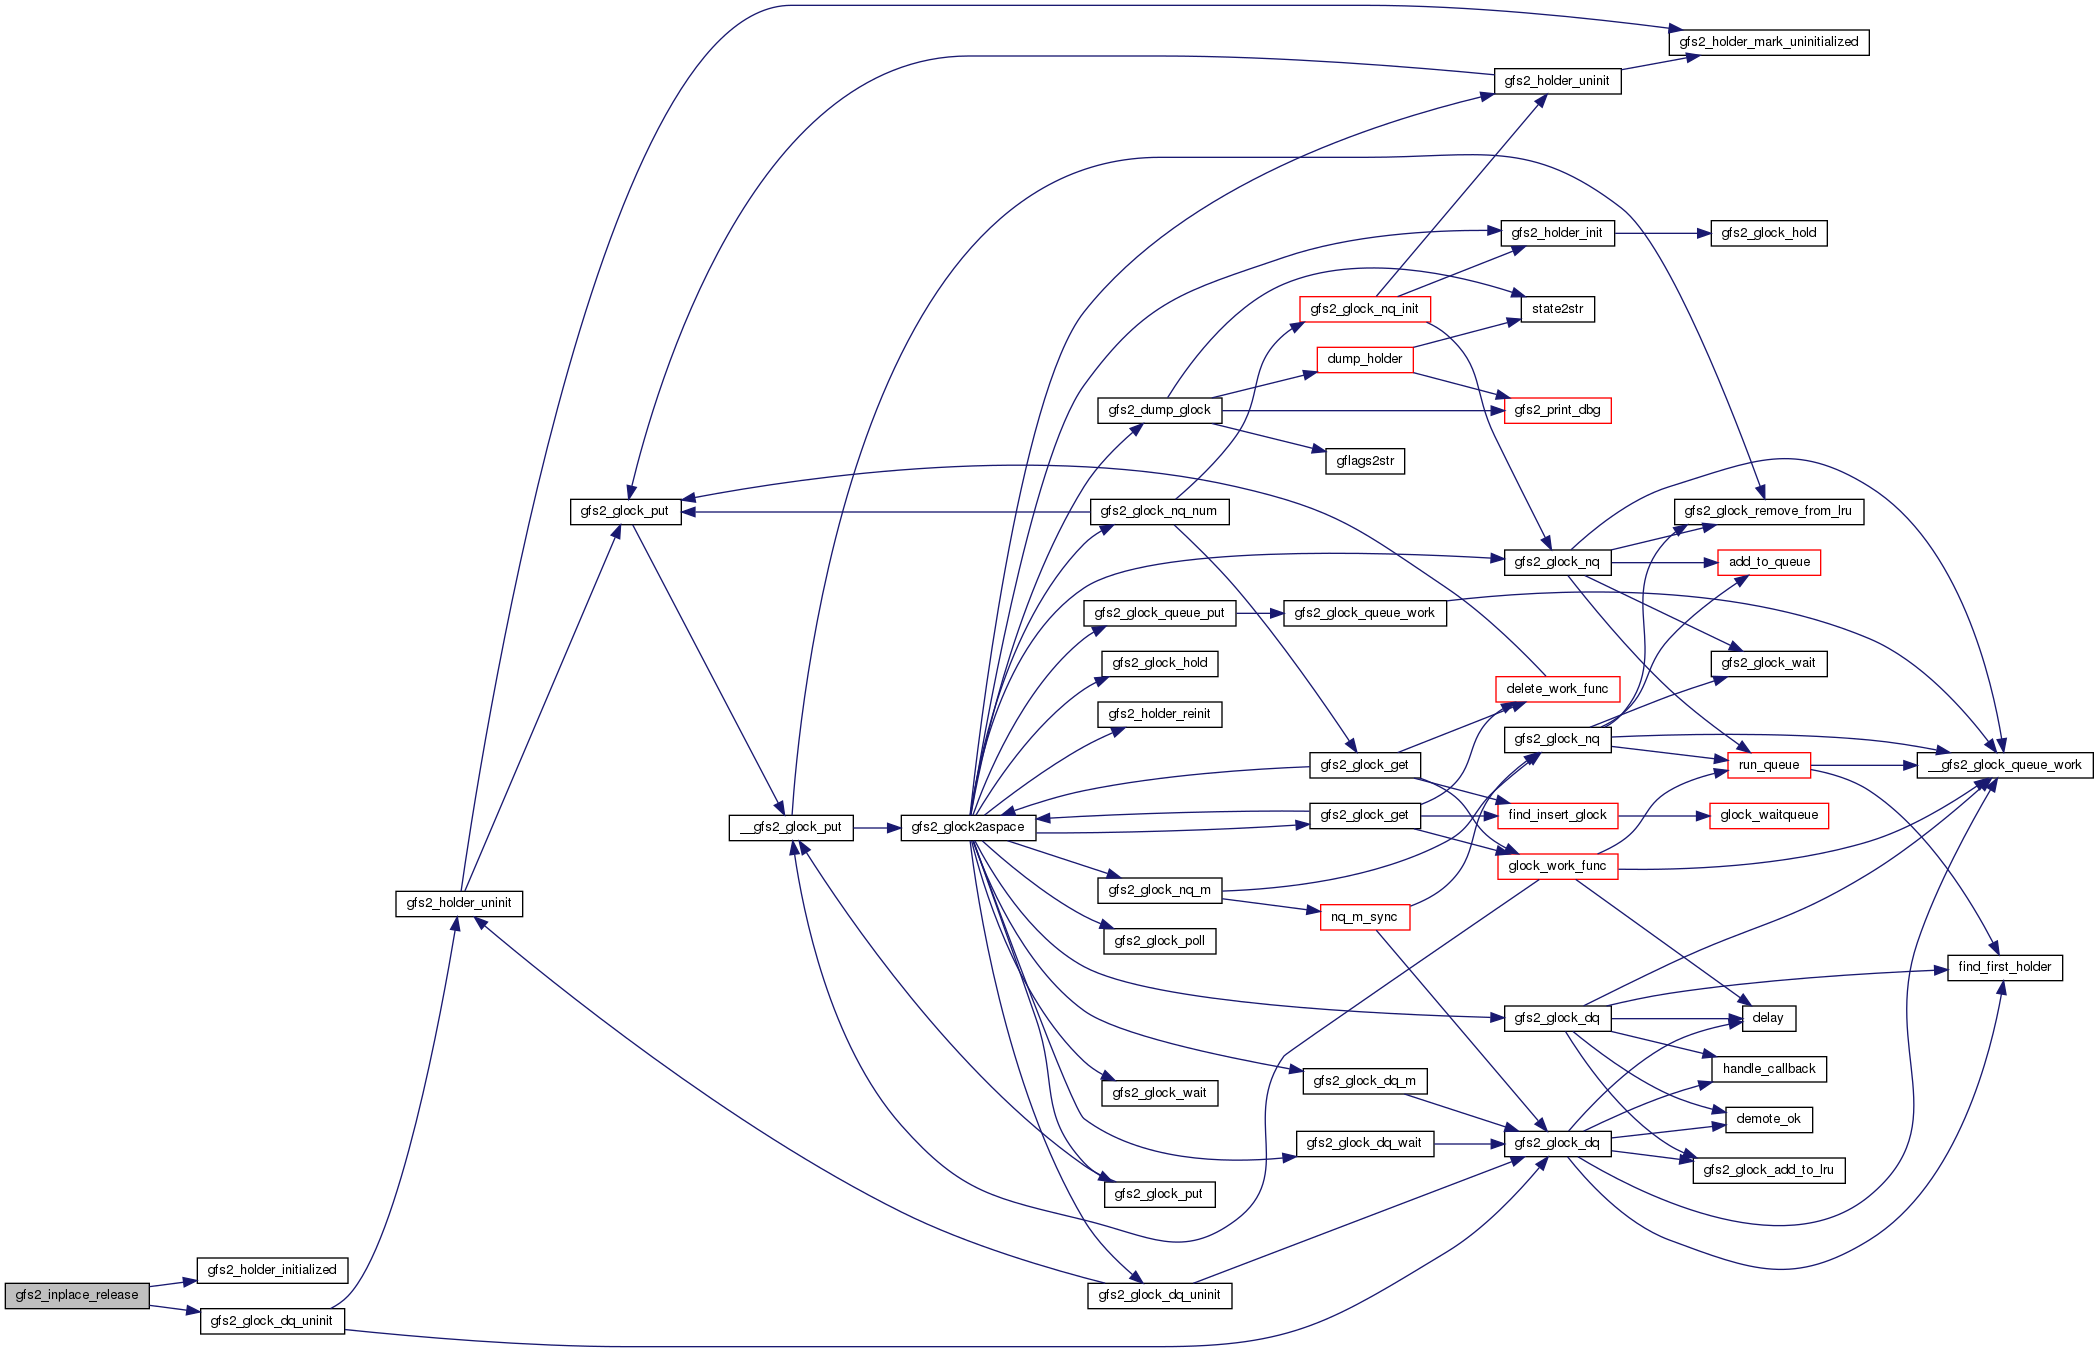 gfs2_holder_mark_uninitialized
gfs2_holder_uninit
gfs2_holder_init
gfs2_glock_hold
gfs2_glock_nq_init
state2str
dump_holder
gfs2_dump_glock
gfs2_print_dbg
gflags2str
gfs2_glock_put
gfs2_glock_nq_num
gfs2_glock_remove_from_lru
gfs2_glock_nq
add_to_queue
gfs2_glock_queue_put
gfs2_glock_queue_work
gfs2_glock_hold
gfs2_glock_wait
delete_work_func
gfs2_holder_reinit
gfs2_glock_nq
gfs2_glock_get
run_queue
__gfs2_glock_queue_work
__gfs2_glock_put
gfs2_glock2aspace
gfs2_glock_get
find_insert_glock
glock_waitqueue
glock_work_func
gfs2_holder_uninit
gfs2_glock_nq_m
nq_m_sync
gfs2_glock_poll
find_first_holder
gfs2_glock_dq
delay
handle_callback
gfs2_glock_dq_m
gfs2_glock_wait
demote_ok
gfs2_glock_dq_wait
gfs2_glock_dq
gfs2_glock_add_to_lru
gfs2_glock_put
gfs2_holder_initialized
gfs2_inplace_release
gfs2_glock_dq_uninit
gfs2_glock_dq_uninit